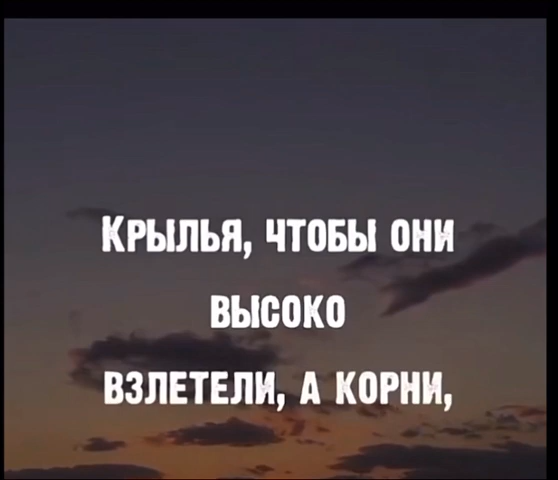 Крылья, чтобы они
высоко
взлетели, а корни,